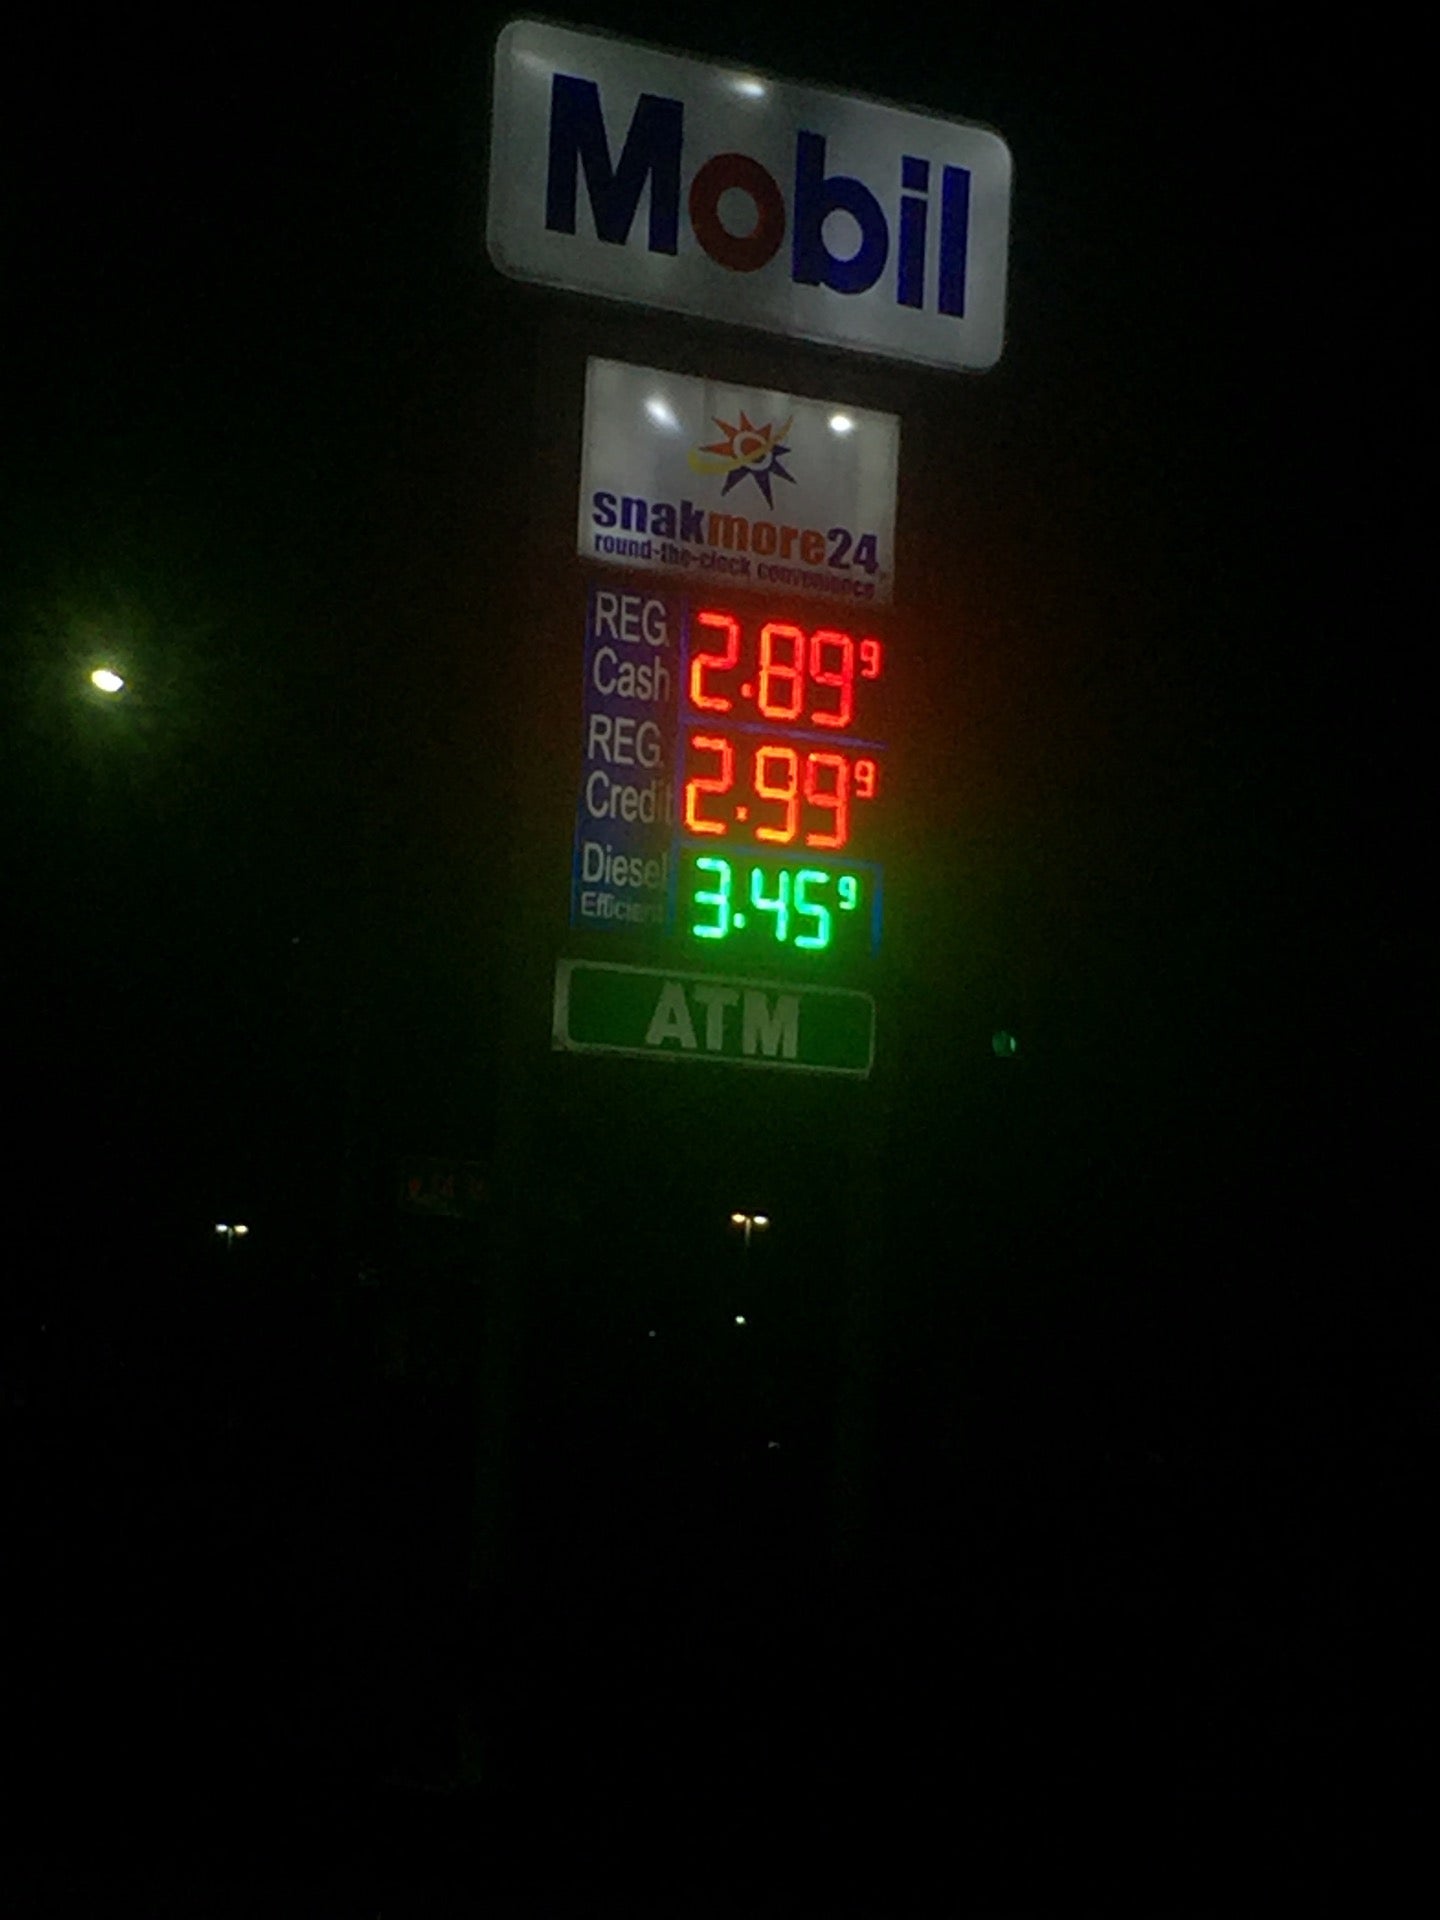 Mobil
snakmore24
round-the-clock convenience
REG. 2.89 9
Cash
REG. 2.99 9
Credit
Diesel 3.45 9
Efficient
ATM